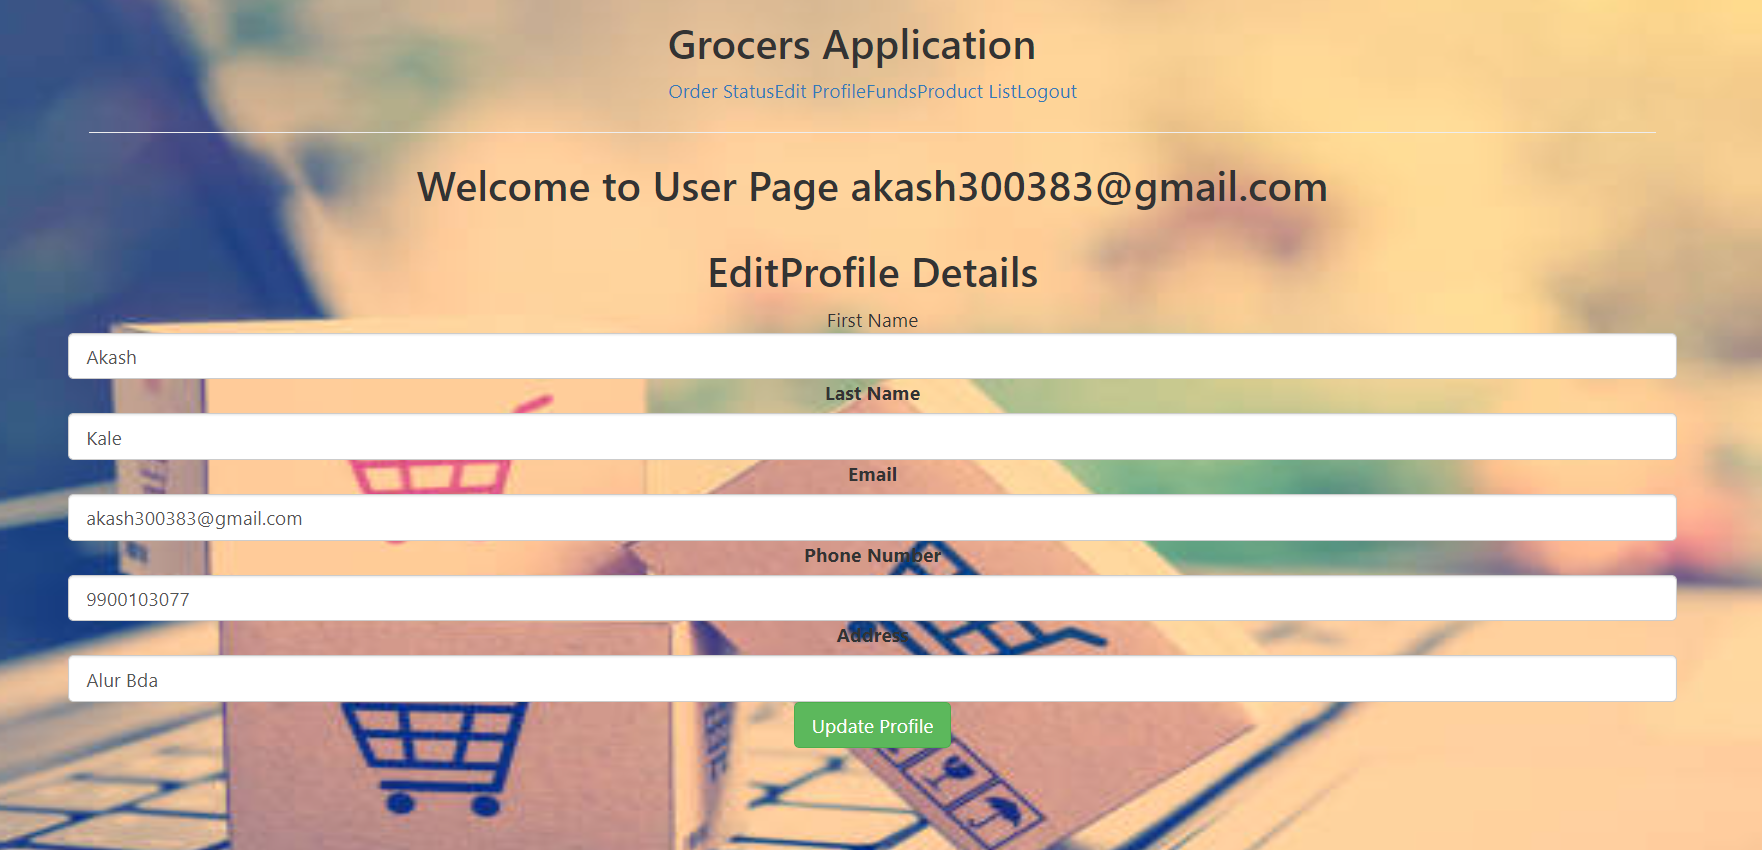 Grocers Application
Order StatusEdit ProfileFundsProduct ListLogout
Welcome to User Page akash300383@gmail.com
EditProfile Details
First Name
Akash
Last Name
Kale
Email
akash300383@gmail.com
Phone Number
9900103077
Address
Alur Bda
Update Profile